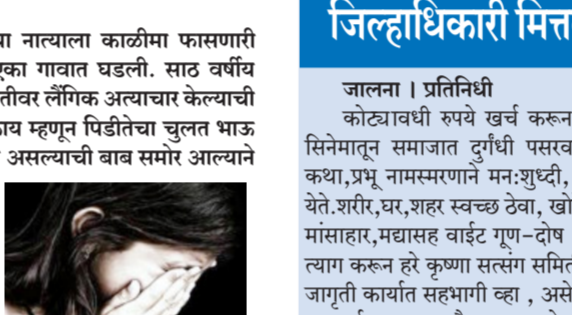 नात्याला काळीमा फासणारी
गावात घडली. साठ वर्षीय
लैंगिक अत्याचार केल्याची
म्हणून पिडीतेचा चुलत भाऊ
असल्याची बाब समोर आल्याने
जिल्हाधिकारी मित्त
जालना । प्रतिनिधी
कोट्यावधी रुपये खर्च करून
सिनेमातून समाजात दुर्गंधी पसरव
कथा,प्रभू नामस्मरणाने मन:शुध्दी,
येते.शरीर,घर,शहर स्वच्छ ठेवा, खो
मांसाहार,मद्यासह वाईट गूण-दोष
त्याग करून हरे कृष्णा सत्संग समित
जागृती कार्यात सहभागी व्हा , असे